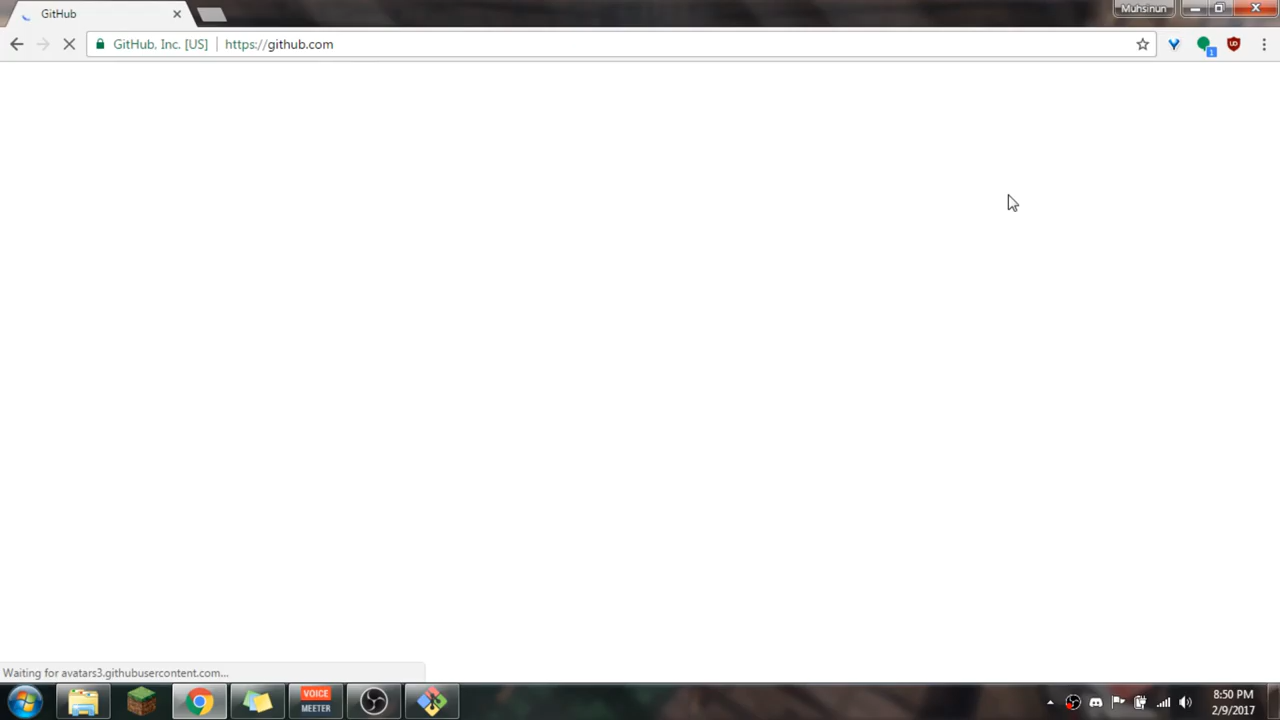 GitHub
Muhsinun
GitHub, Inc. [US]
https://github.com
1
Waiting for avatars3.githubusercontent.com...
VOICE
MEETER
8:50 PM
2/9/2017